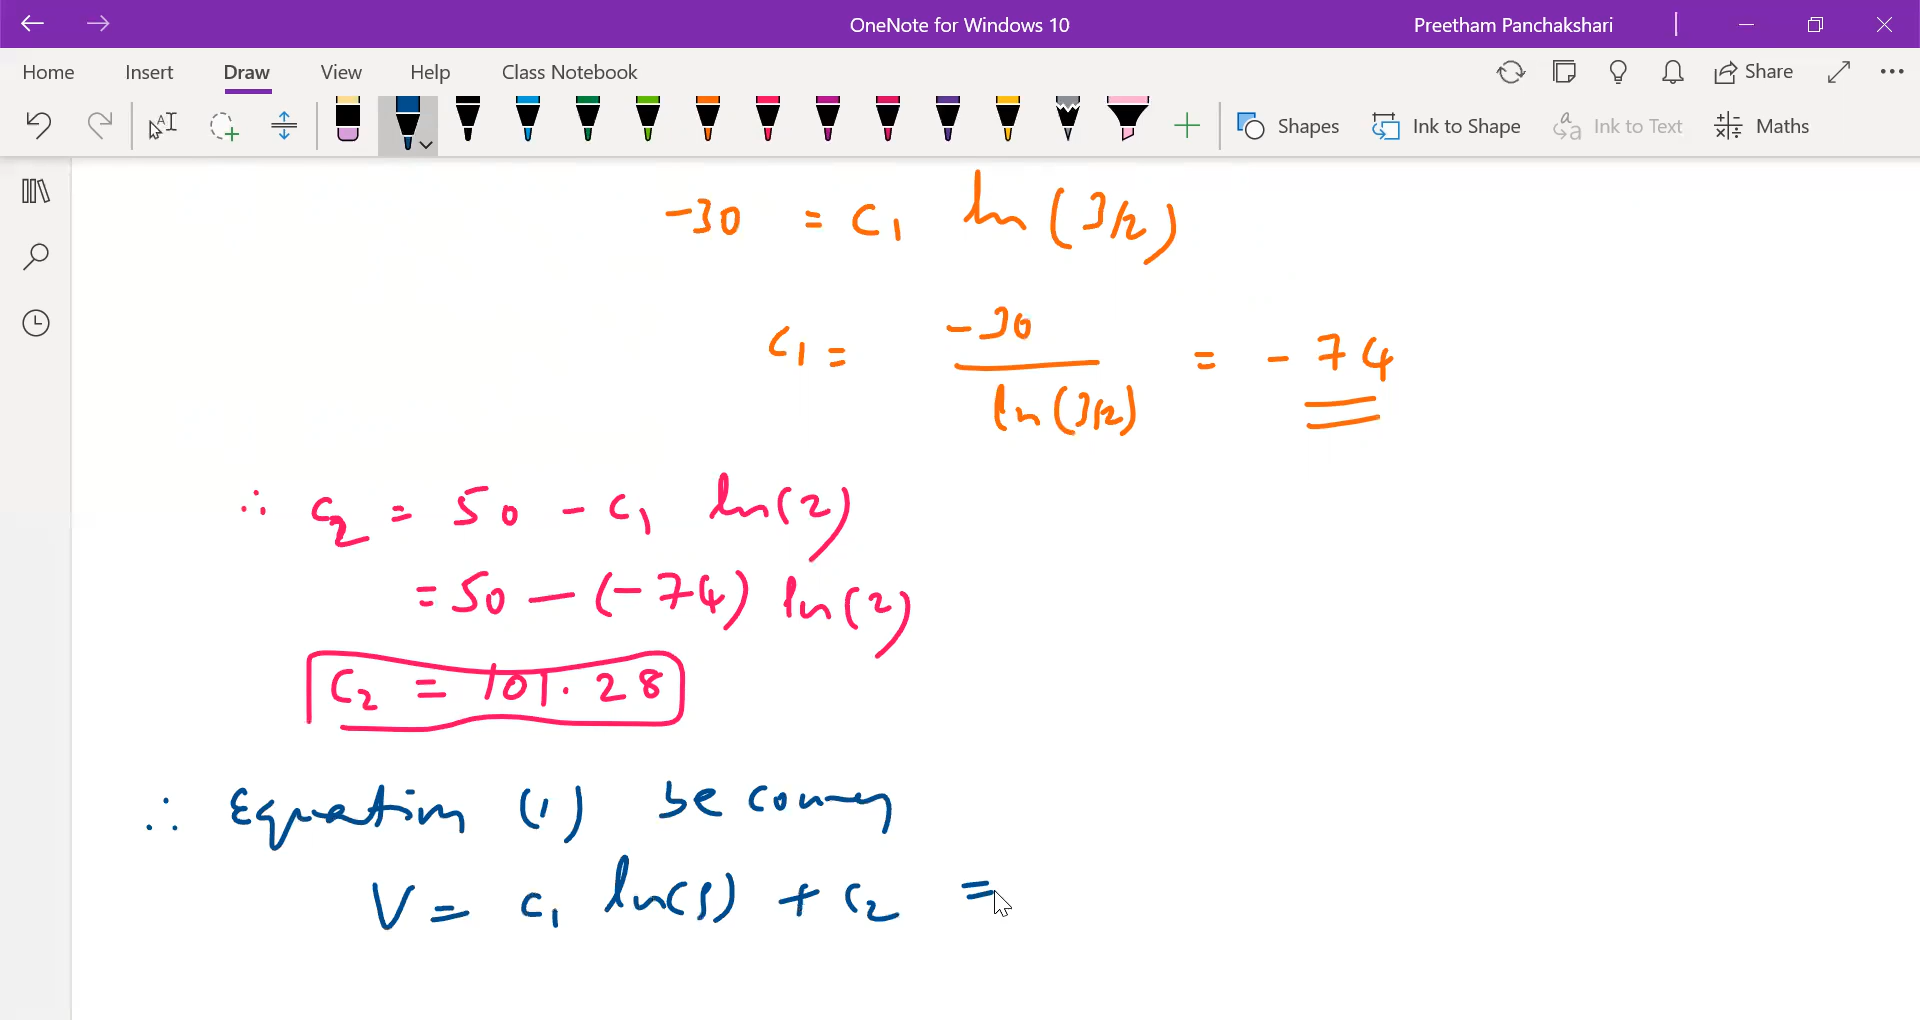 OneNote for Windows 10
Preetham Panchakshari
Home Insert Draw View Help Class Notebook
Share
Shapes Ink to Shape Ink to Text Maths
-30 = C1 ln(3/2)
C1 = -30 / ln(3/2) = -74
∴ C2 = 50 - C1 ln(2)
= 50 - (-74) ln(2)
C2 = 101.28
∴ Equation (1) becomes
V = C1 ln(ρ) + C2 =